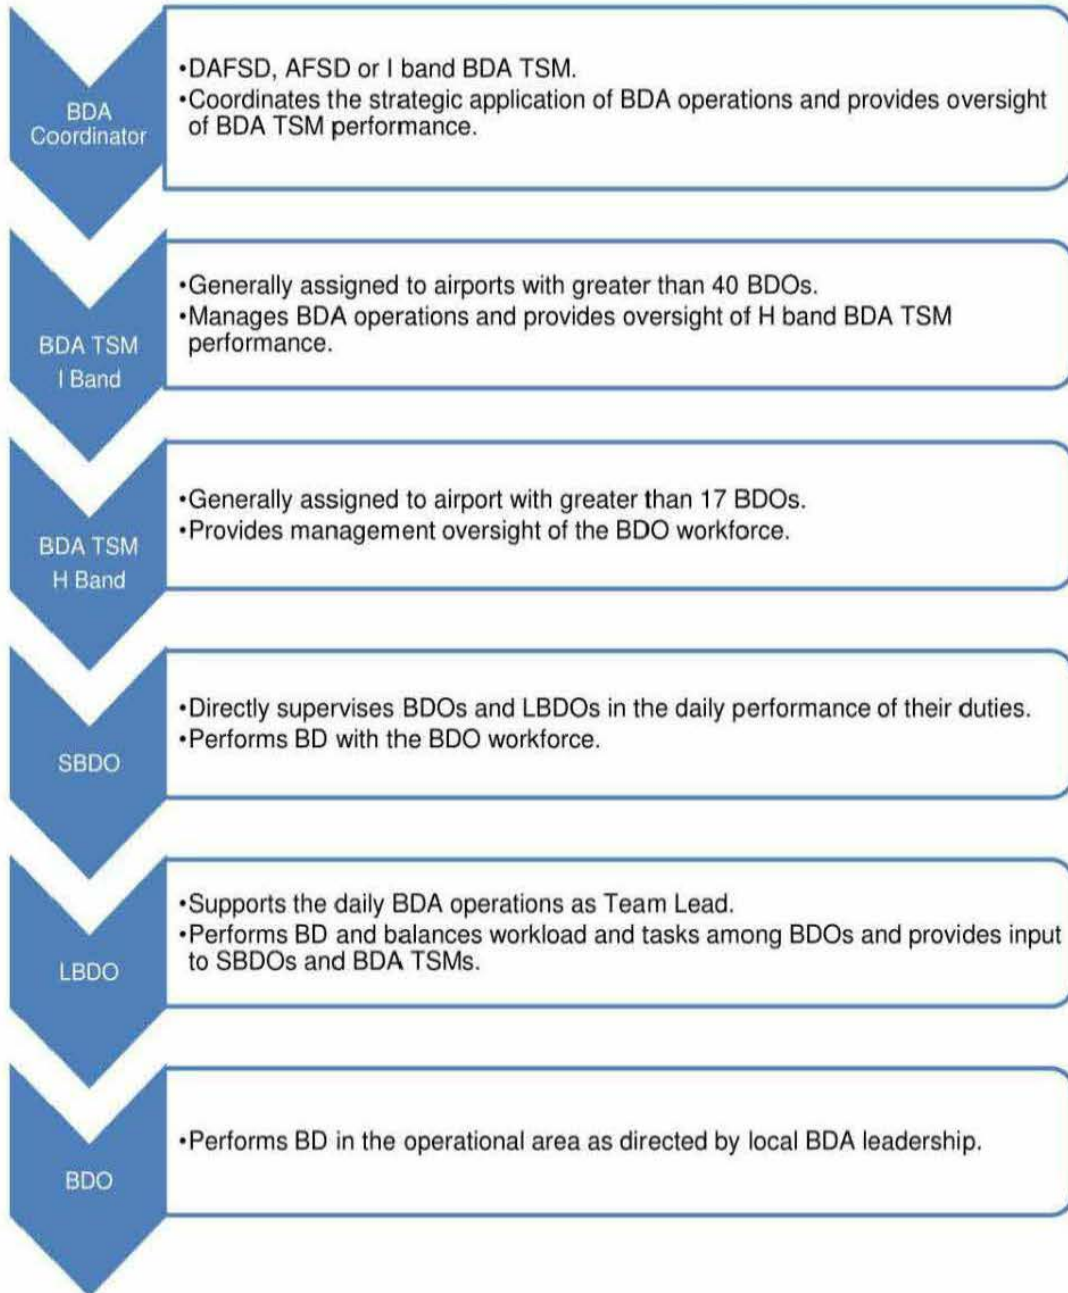 BDA
Coordinator
•DAFSD, AFSD or I band BDA TSM.
•Coordinates the strategic application of BDA operations and provides oversight
of BDA TSM performance.
BDA TSM
I Band
•Generally assigned to airports with greater than 40 BDOs.
•Manages BDA operations and provides oversight of H band BDA TSM
performance.
BDA TSM
H Band
•Generally assigned to airport with greater than 17 BDOs.
•Provides management oversight of the BDO workforce.
SBDO
•Directly supervises BDOs and LBDOs in the daily performance of their duties.
•Performs BD with the BDO workforce.
LBDO
•Supports the daily BDA operations as Team Lead.
•Performs BD and balances workload and tasks among BDOs and provides input
to SBDOs and BDA TSMs.
BDO
•Performs BD in the operational area as directed by local BDA leadership.